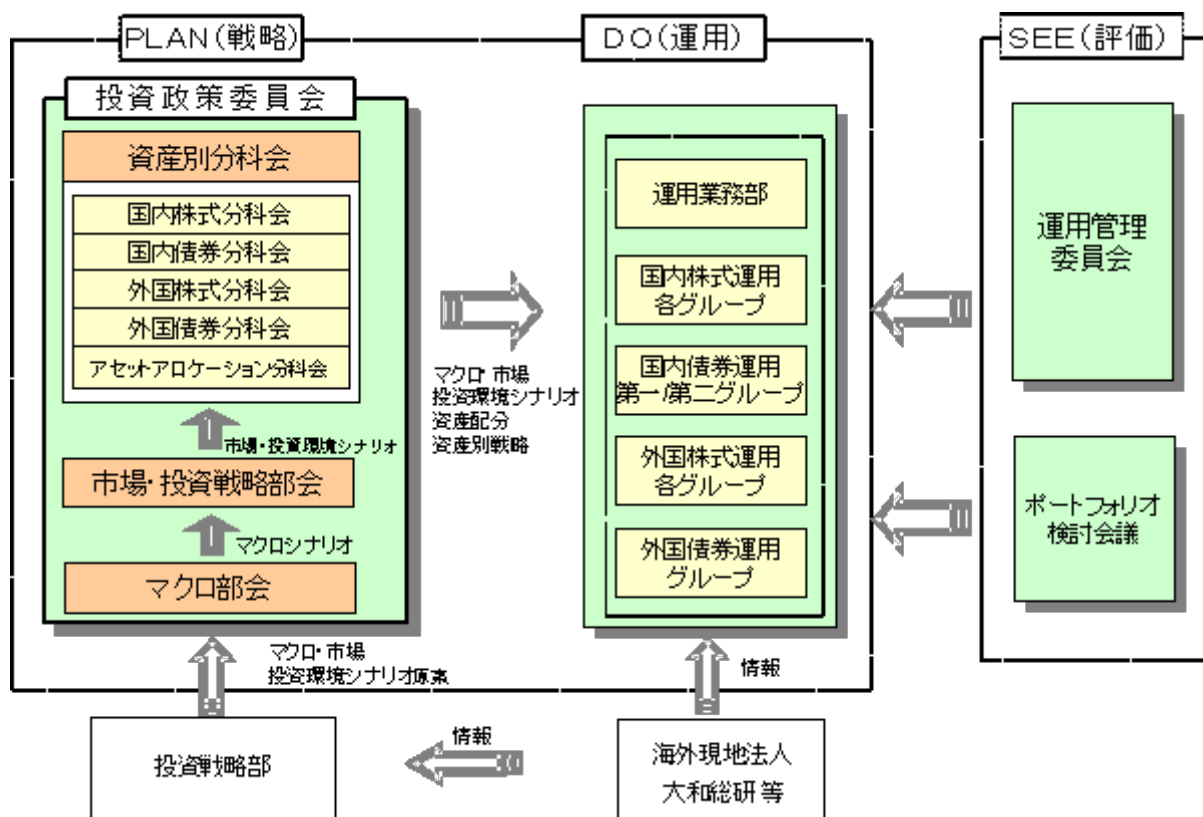 PLAN(戦略)
投資政策委員会
資産別分科会
国内株式分科会
国内債券分科会
外国株式分科会
外国債券分科会
アセットアロケーション分科会
市場・投資環境シナリオ
市場・投資戦略部会
マクロシナリオ
マクロ部会
マクロ・市場
投資環境シナリオ原案
投資戦略部
マクロ・市場
投資環境シナリオ
資産配分
資産別戦略
DO(運用)
運用業務部
国内株式運用
各グループ
国内債券運用
第一/第二グループ
外国株式運用
各グループ
外国債券運用
グループ
情報
情報
海外現地法人
大和総研等
SEE(評価)
運用管理
委員会
ポートフォリオ
検討会議